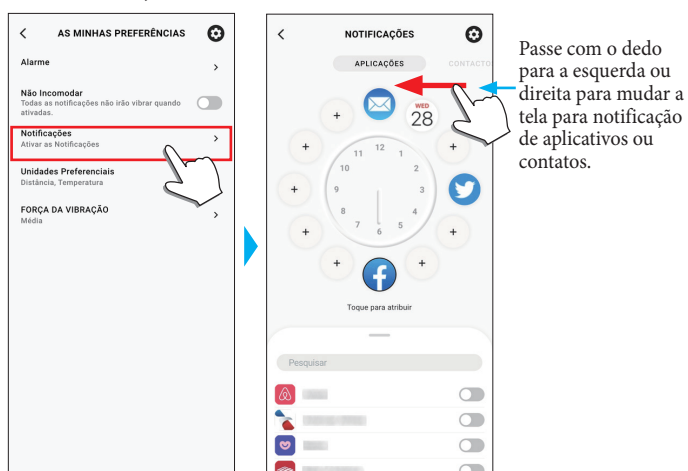 AS MINHAS PREFERÊNCIAS
Alarme
Não Incomodar
Todas as notificações não irão vibrar quando
ativadas.
Notificações
Ativar as Notificações
Unidades Preferenciais
Distância, Temperatura
FORÇA DA VIBRAÇÃO
Média
NOTIFICAÇÕES
APLICAÇÕES
CONTACTO
WED
28
12
1
2
3
4
5
6
7
8
9
10
11
Toque para atribuir
Pesquisar
Passe com o dedo
para a esquerda ou
direita para mudar a
tela para notificação
de aplicativos ou
contatos.